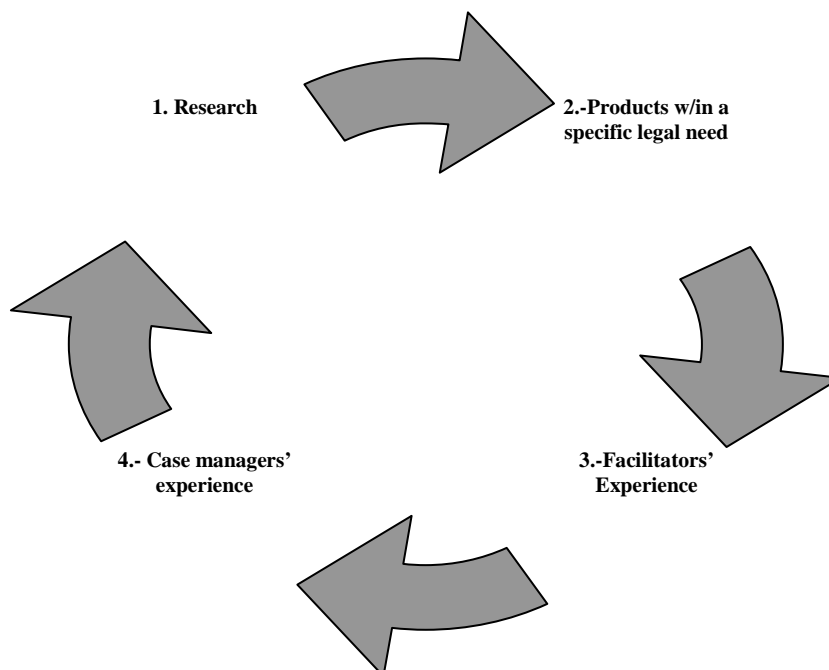 1. Research
2.-Products w/in a
specific legal need
3.-Facilitators’
Experience
4.- Case managers’
experience